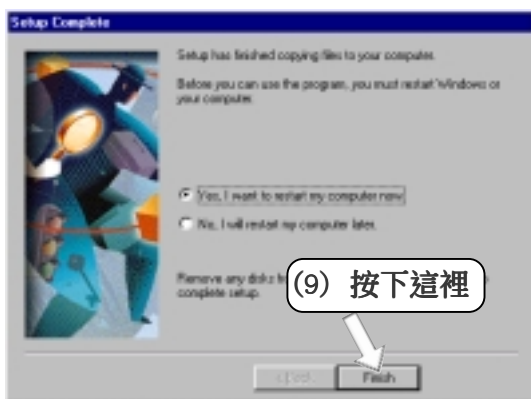 Setup Complete
Setup has finished copying files to your computer.
Before you can use the program, you must restart Windows or
your computer.
Yes, I want to restart my computer now.
No, I will restart my computer later.
Remove any disks
complete setup.
(9) 按下這裡
Finish